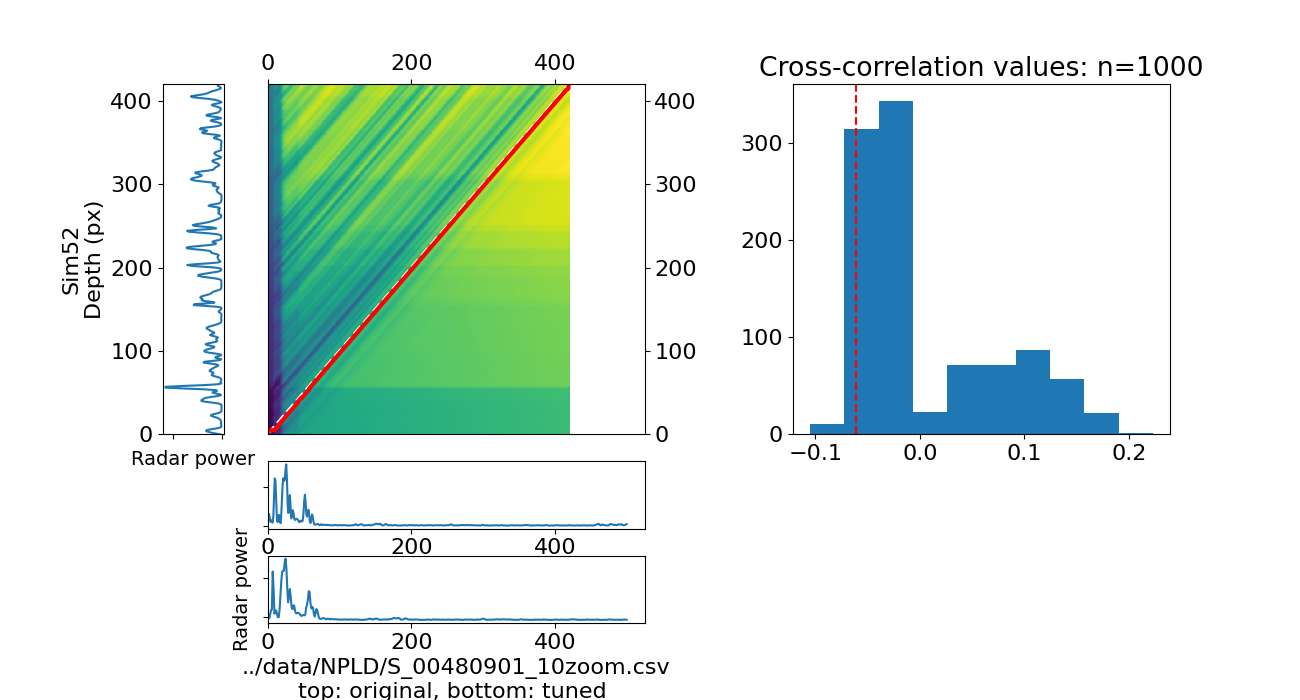 Cross-correlation values: n=1000
0 200 400
400
300
200
100
0
Sim52
Depth (px)
400
300
200
100
0
300
200
100
0
−0.1 0.0 0.1 0.2
Radar power
0 200 400
Radar power
0 200 400
../data/NPLD/S_00480901_10zoom.csv
top: original, bottom: tuned